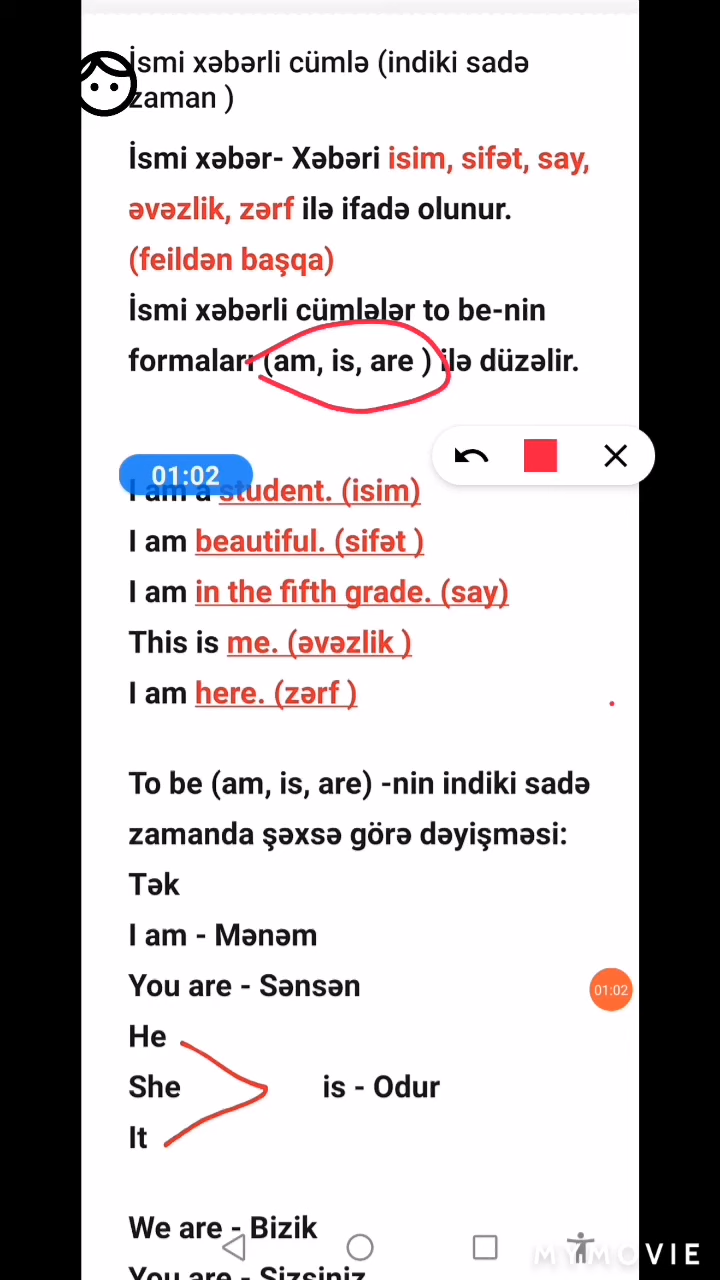 İsmi xəbərli cümlə (indiki sadə
zaman )
İsmi xəbər- Xəbəri isim, sifət, say,
əvəzlik, zərf ilə ifadə olunur.
(feildən başqa)
İsmi xəbərli cümlələr to be-nin
formaları (am, is, are ) ilə düzəlir.
01:02
I am a student. (isim)
I am beautiful. (sifət )
I am in the fifth grade. (say)
This is me. (əvəzlik )
I am here. (zərf )
To be (am, is, are) -nin indiki sadə
zamanda şəxsə görə dəyişməsi:
Tək
I am - Mənəm
You are - Sənsən
01:02
He
She is - Odur
It
We are - Bizik
You are - Sizsiniz
MYMOVIE